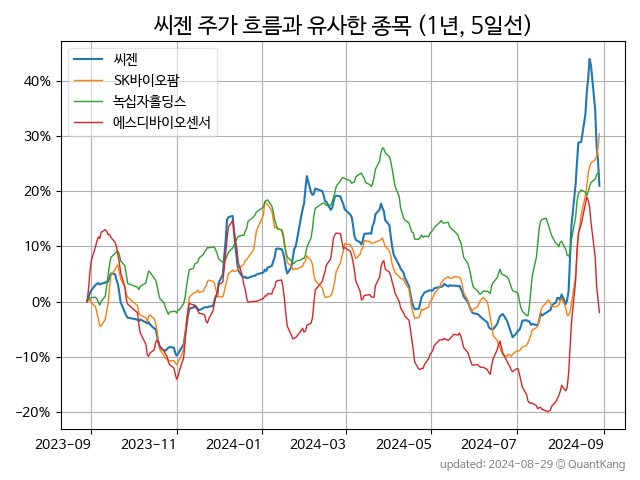 씨젠 주가 흐름과 유사한 종목 (1년, 5일선)
씨젠
SK바이오팜
녹십자홀딩스
에스디바이오센서
40%
30%
20%
10%
0%
−10%
−20%
2023-09
2023-11
2024-01
2024-03
2024-05
2024-07
2024-09
updated: 2024-08-29 © QuantKang